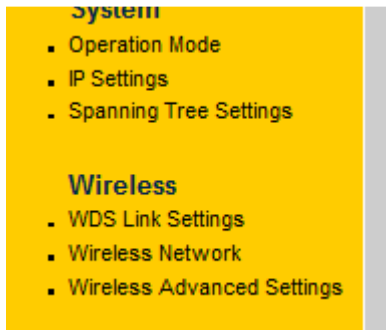 System
Operation Mode
IP Settings
Spanning Tree Settings
Wireless
WDS Link Settings
Wireless Network
Wireless Advanced Settings